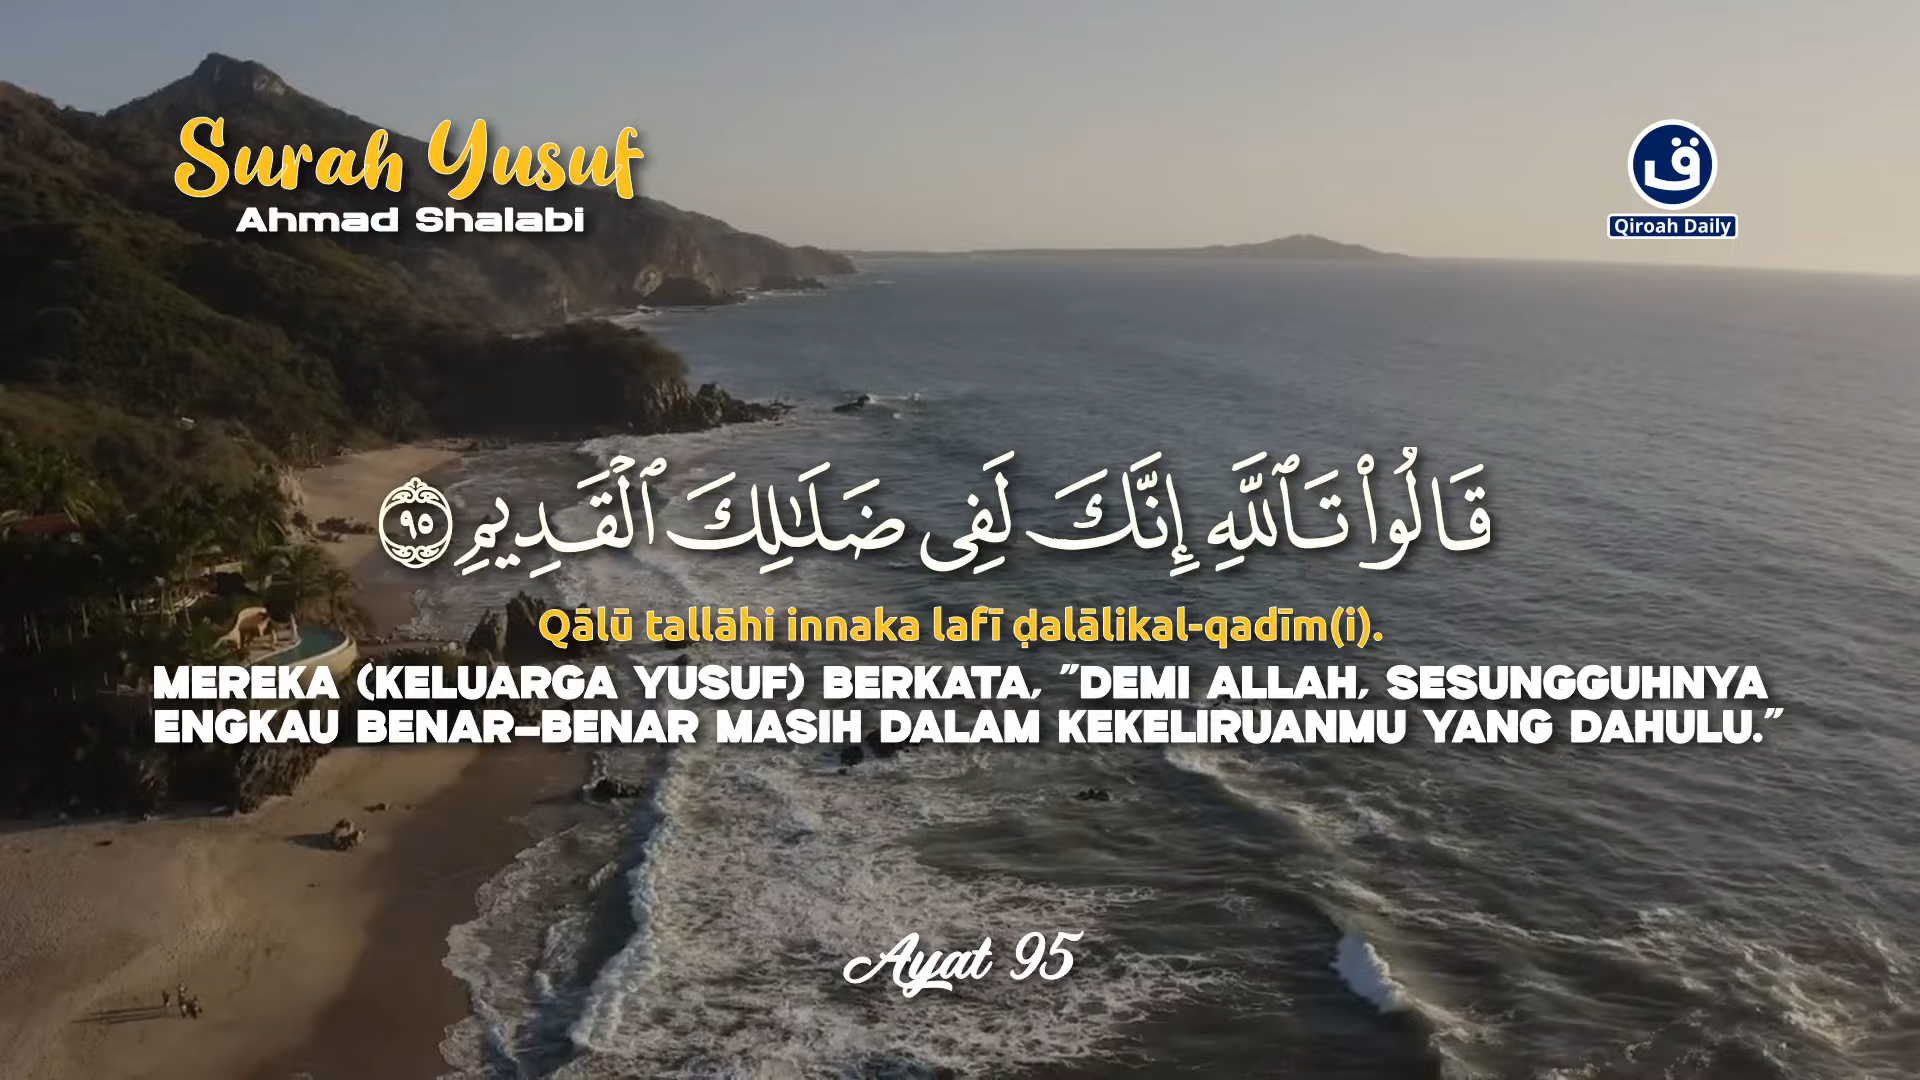 Surah Yusuf
Ahmad Shalabi
ق
Qiroah Daily
قَالُوا۟ تَٱللَّهِ إِنَّكَ لَفِى ضَلَـٰلِكَ ٱلْقَدِيمِ ٩٥
Qālū tallāhi innaka lafī ḍalālikal-qadīm(i).
MEREKA (KELUARGA YUSUF) BERKATA, "DEMI ALLAH, SESUNGGUHNYA
ENGKAU BENAR-BENAR MASIH DALAM KEKELIRUANMU YANG DAHULU."
Ayat 95